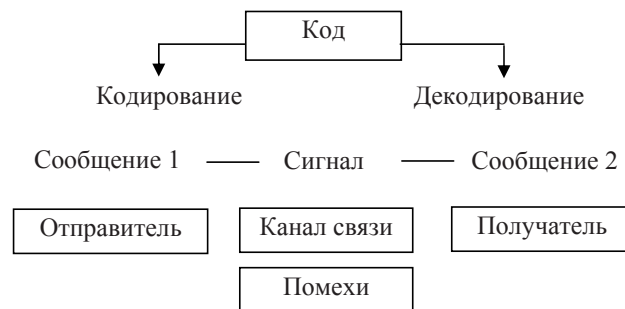 Код
Кодирование Декодирование
Сообщение 1 Сигнал Сообщение 2
Отправитель Канал связи Получатель
Помехи